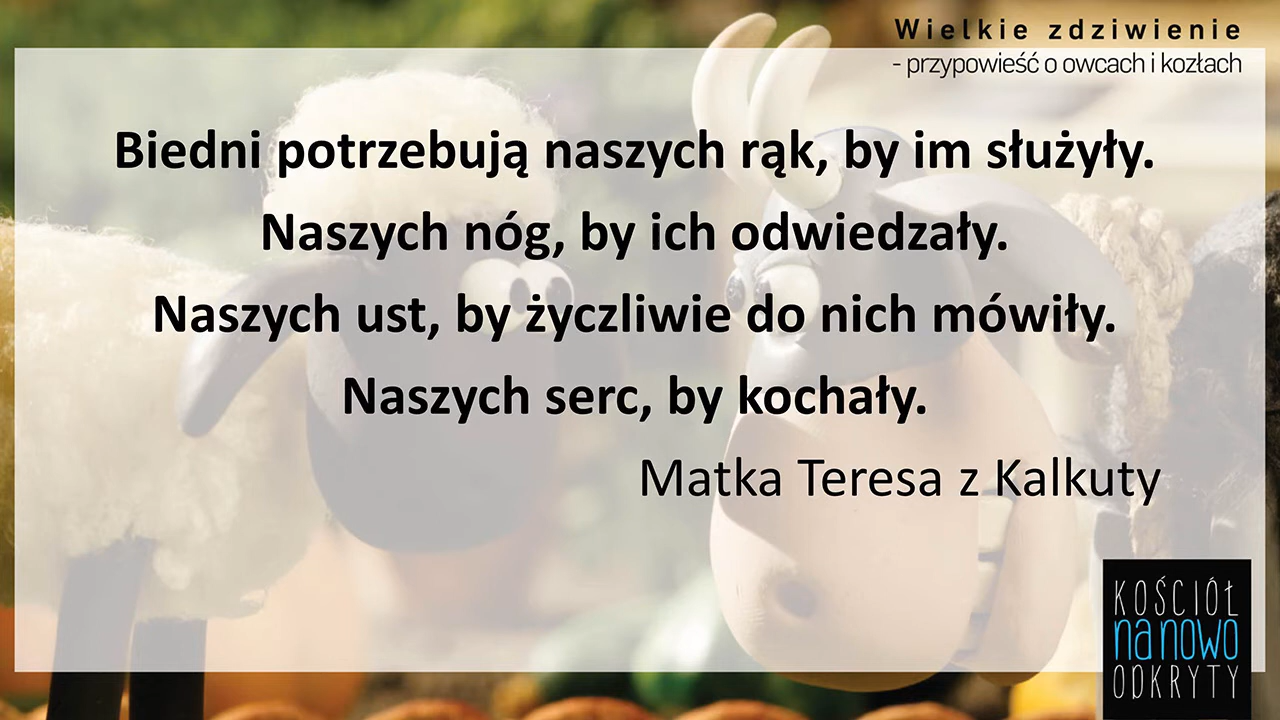 Wielkie zdziwienie
- przypowieść o owcach i kozłach
Biedni potrzebują naszych rąk, by im służyły.
Naszych nóg, by ich odwiedzały.
Naszych ust, by życzliwie do nich mówiły.
Naszych serc, by kochały.
Matka Teresa z Kalkuty
KOŚCIÓŁ
na nowo
ODKRYTY